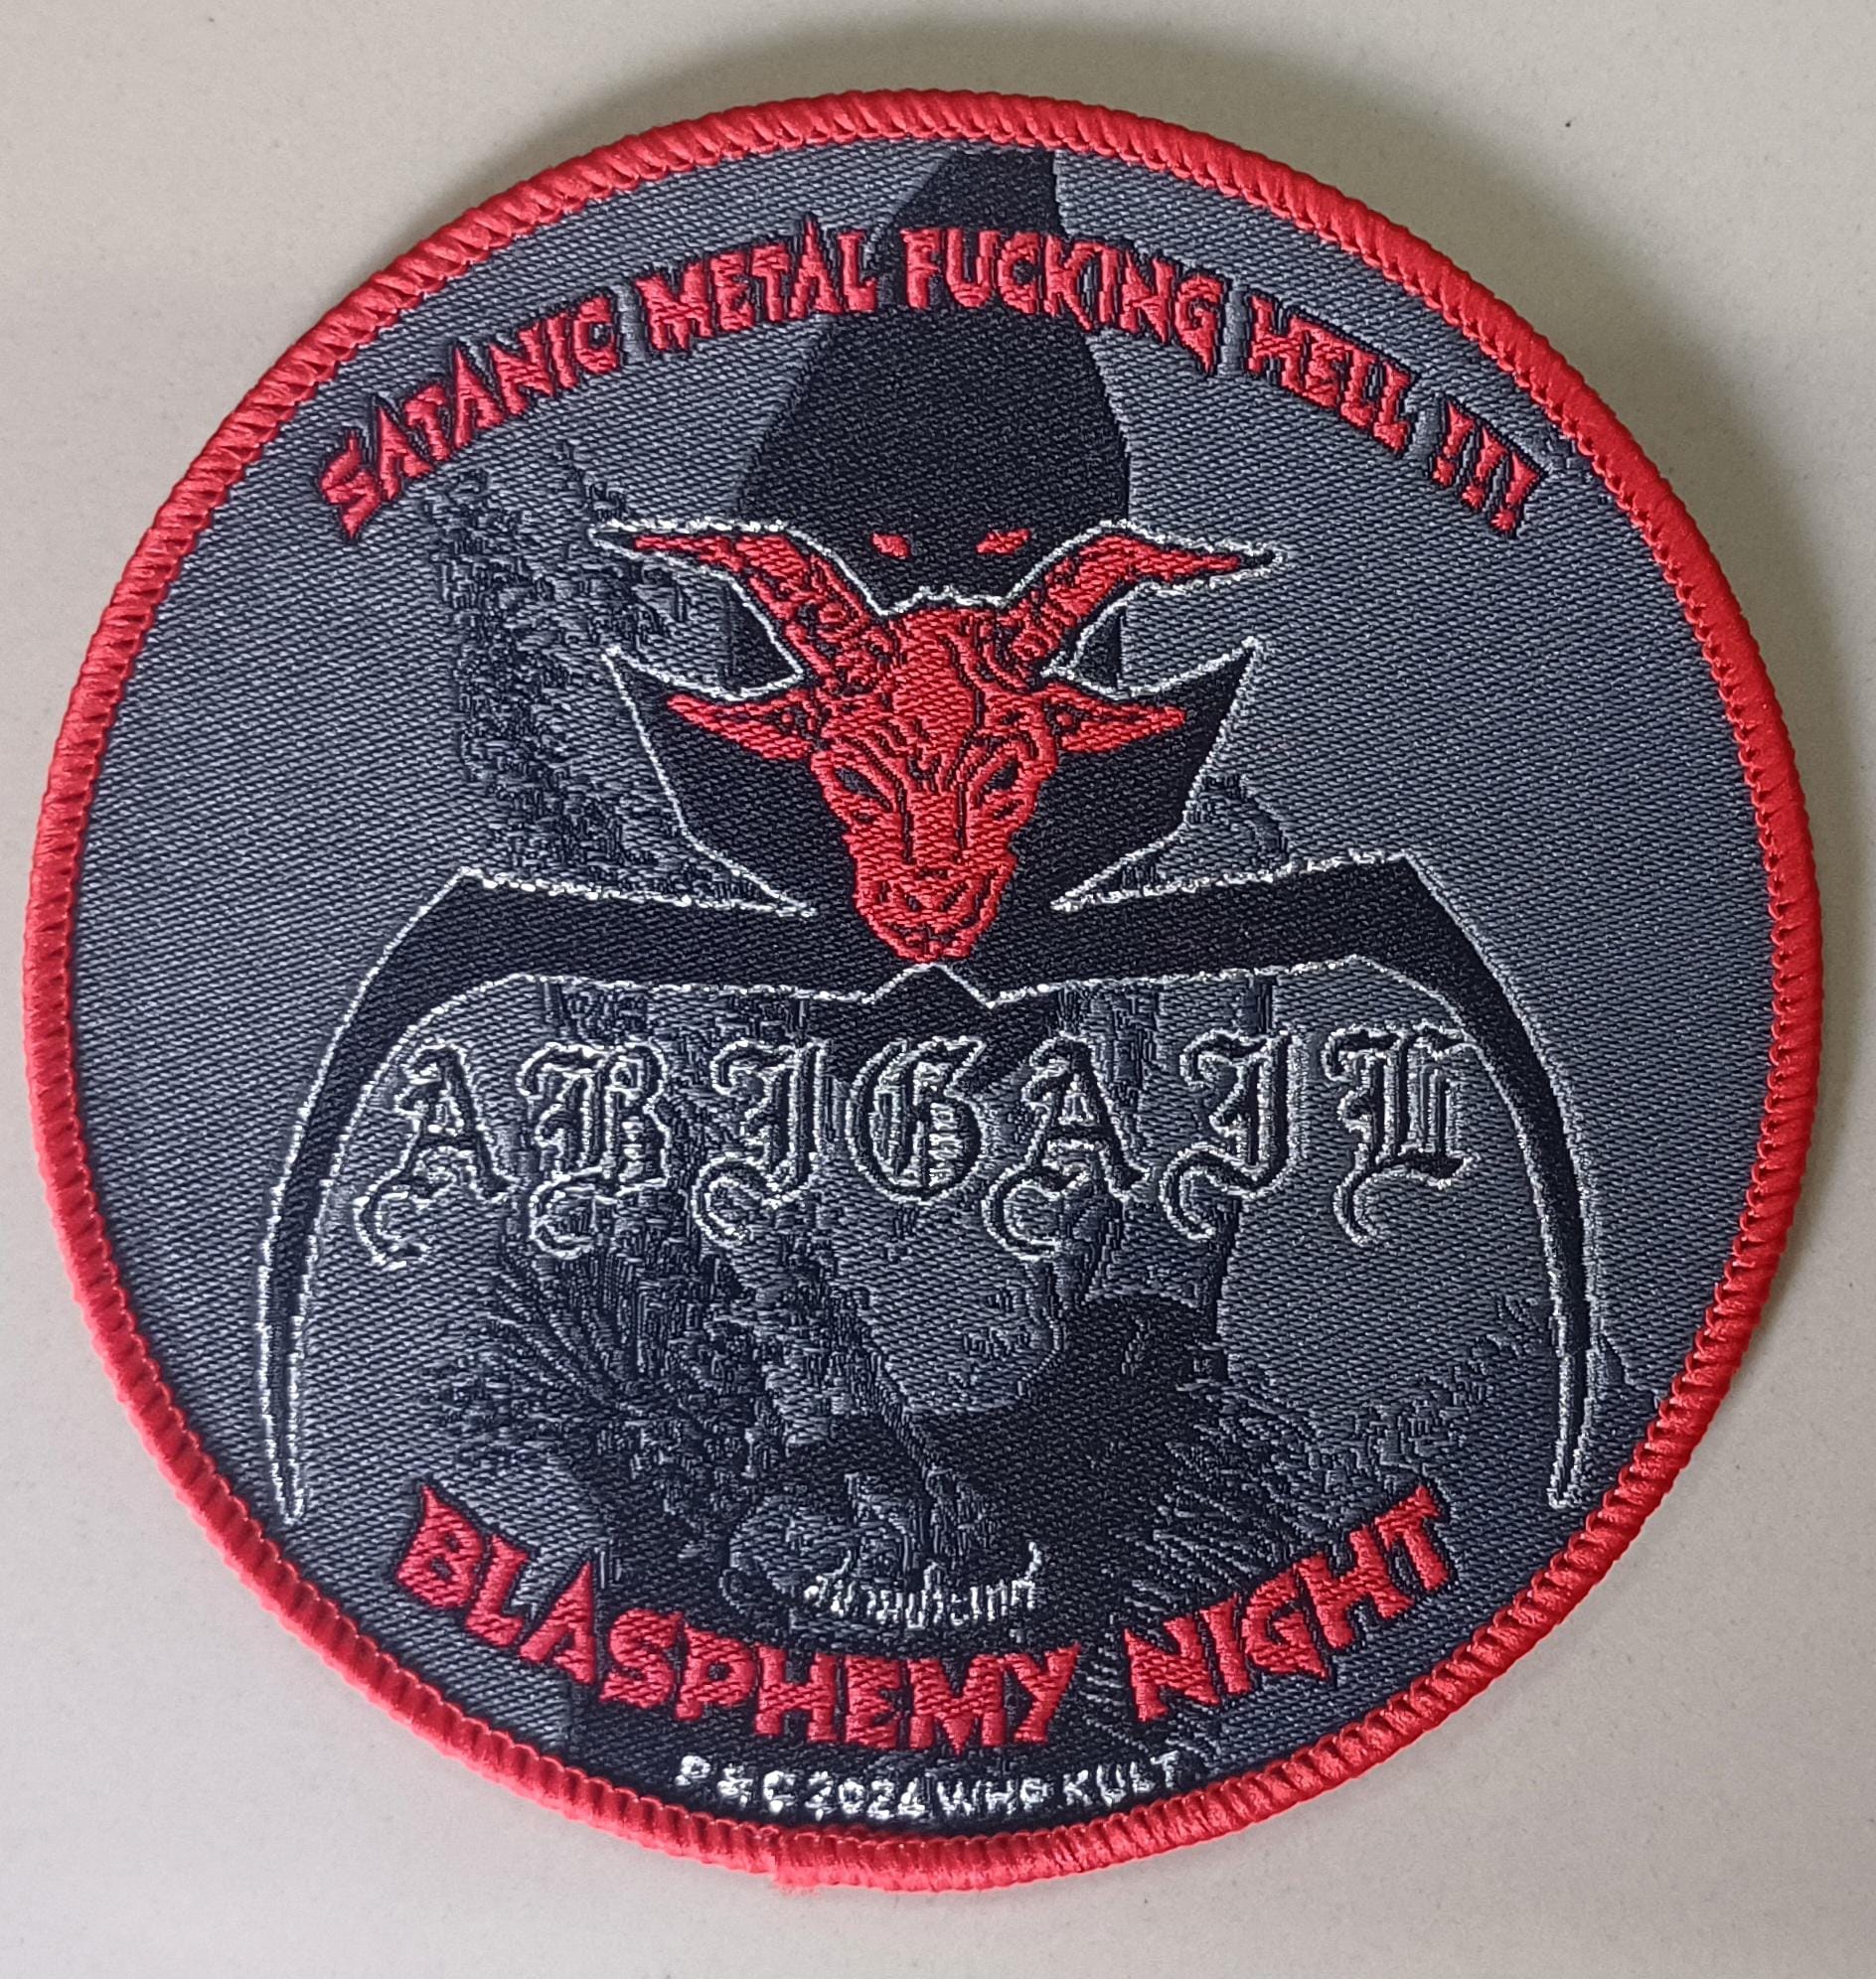 SATANIC METAL FUCKING HELL !!!
ABIGAIL
BLASPHEMY NIGHT
P & C 2024 WHP KULT